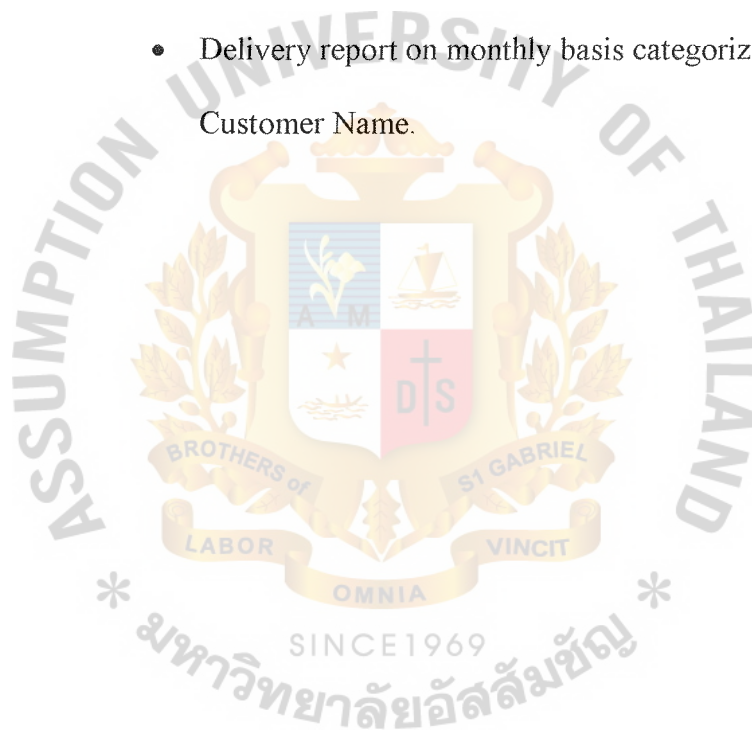 • Delivery report on monthly basis categoriz
Customer Name.
ASSUMPTION UNIVERSITY OF THAILAND
A M
D S
BROTHERS of ST GABRIEL
LABOR OMNIA VINCIT
SINCE1969
* มหาวิทยาลัยอัสสัมชัญ *